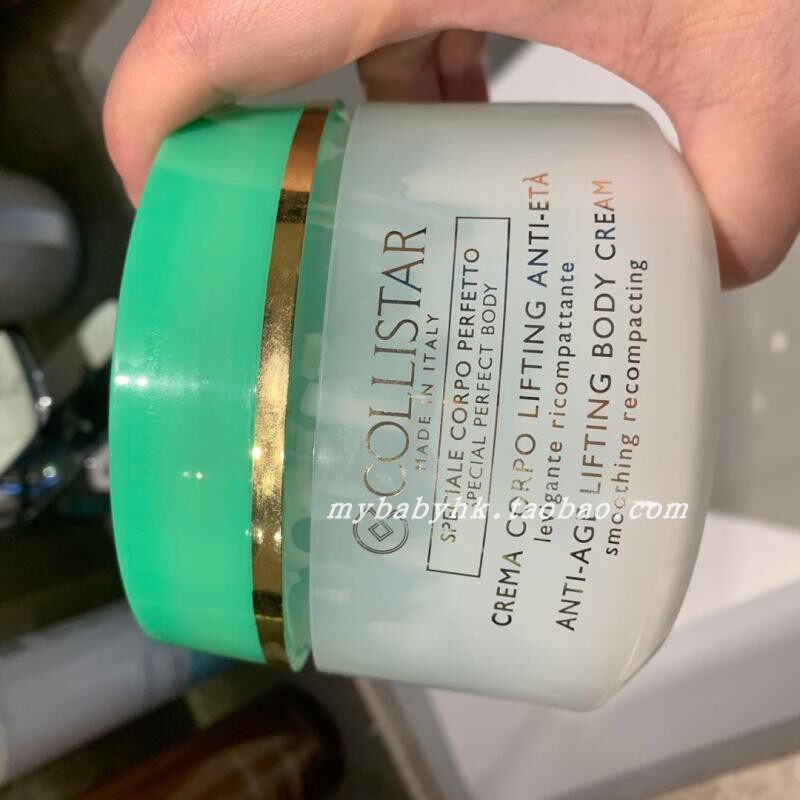 COLLISTAR
MADE IN ITALY
SPECIALE CORPO PERFETTO
SPECIAL PERFECT BODY
CREMA CORPO LIFTING ANTI-ETÀ
levigante ricompattante
ANTI-AGE LIFTING BODY CREAM
smoothing recompacting
mybabyhk.taobao.com